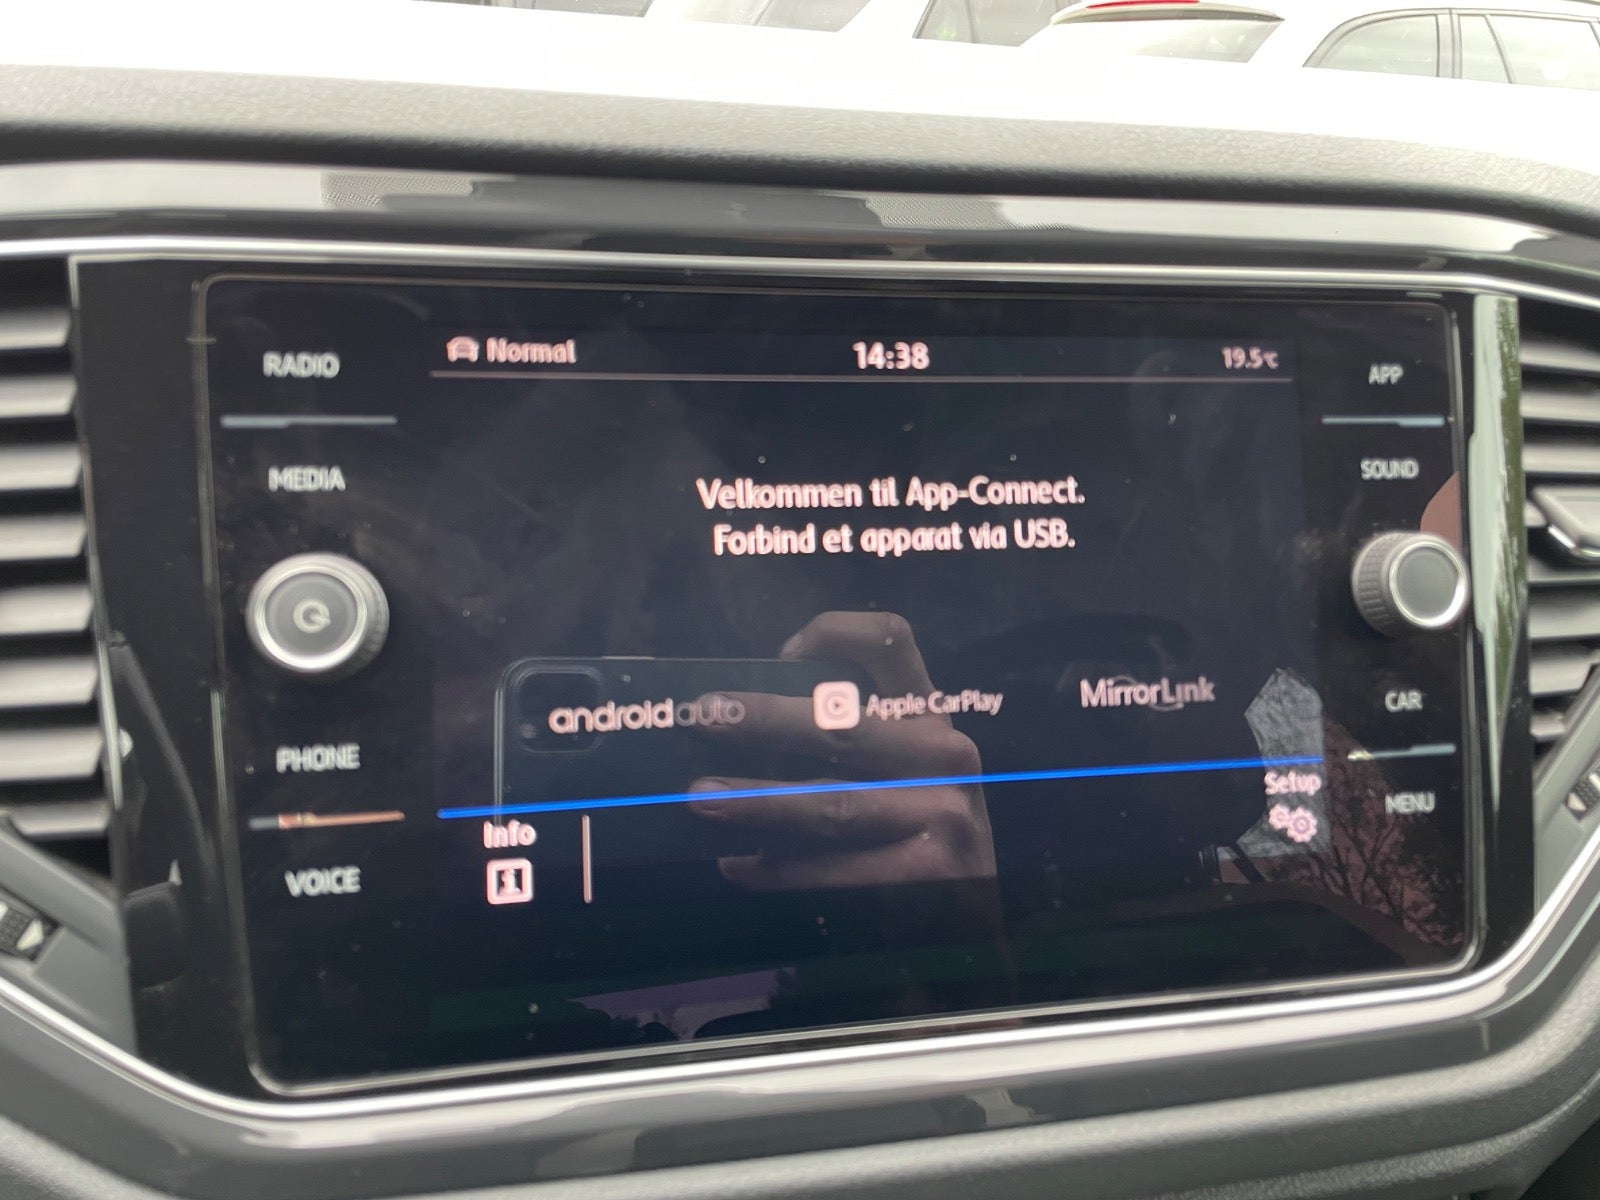 RADIO
MEDIA
PHONE
VOICE
Normal
14:38
19.5°C
Velkommen til App-Connect.
Forbind et apparat via USB.
androidauto
Apple CarPlay
MirrorLink
Info
i
Setup
APP
SOUND
CAR
MENU